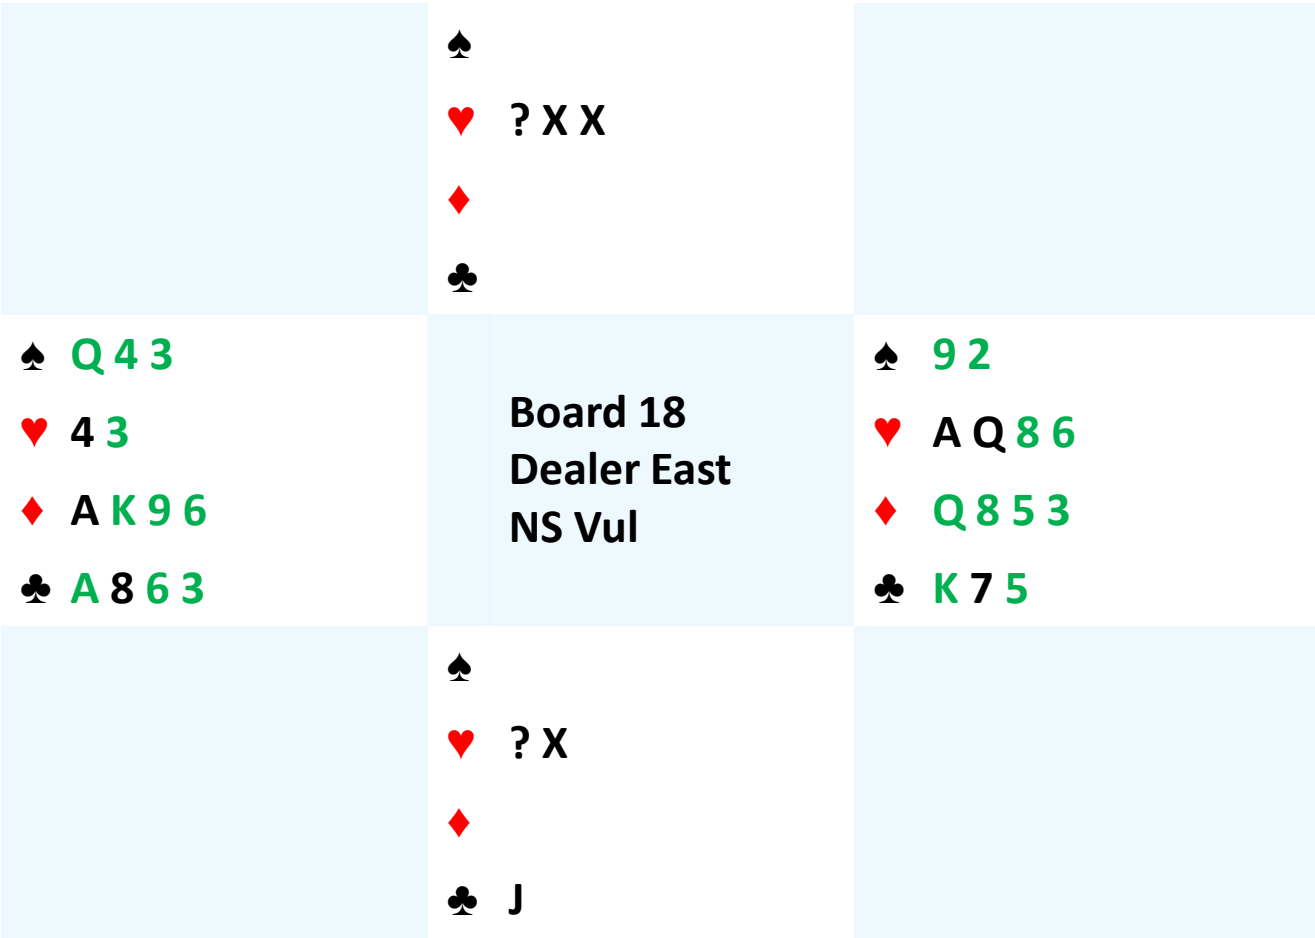 ♠
♥ ? X X
♦
♣
♠ Q 4 3
♥ 4 3
♦ A K 9 6
♣ A 8 6 3
Board 18
Dealer East
NS Vul
♠ 9 2
♥ A Q 8 6
♦ Q 8 5 3
♣ K 7 5
♠
♥ ? X
♦
♣ J